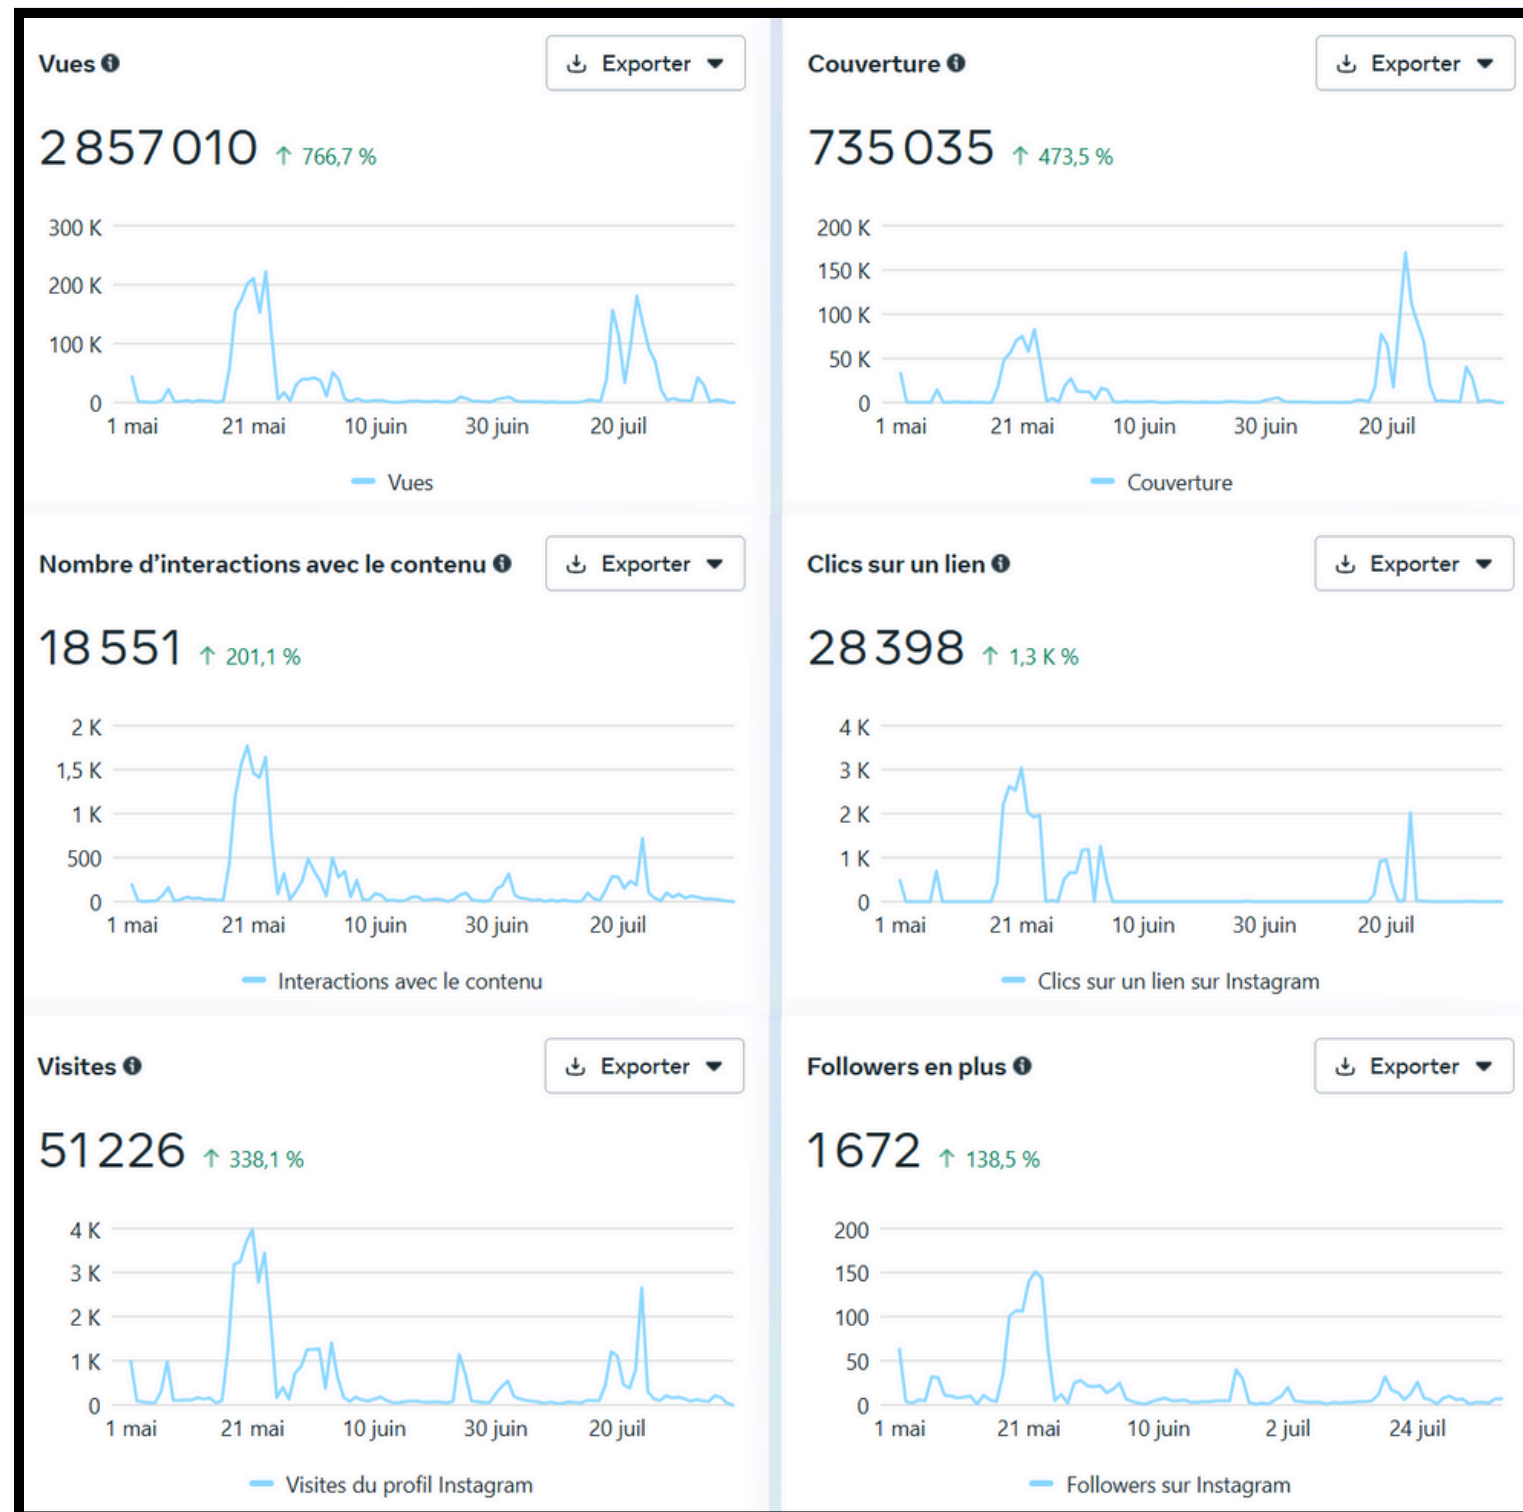 Vues
Exporter
2 857 010 ↑ 766,7 %
300 K
200 K
100 K
0
1 mai 21 mai 10 juin 30 juin 20 juil
Vues
Couverture
Exporter
735 035 ↑ 473,5 %
200 K
150 K
100 K
50 K
0
1 mai 21 mai 10 juin 30 juin 20 juil
Couverture
Nombre d’interactions avec le contenu
Exporter
18 551 ↑ 201,1 %
2 K
1,5 K
1 K
500
0
1 mai 21 mai 10 juin 30 juin 20 juil
Interactions avec le contenu
Clics sur un lien
Exporter
28 398 ↑ 1,3 K %
4 K
3 K
2 K
1 K
0
1 mai 21 mai 10 juin 30 juin 20 juil
Clics sur un lien sur Instagram
Visites
Exporter
51 226 ↑ 338,1 %
4 K
3 K
2 K
1 K
0
1 mai 21 mai 10 juin 30 juin 20 juil
Visites du profil Instagram
Followers en plus
Exporter
1 672 ↑ 138,5 %
200
150
100
50
0
1 mai 21 mai 10 juin 2 juil 24 juil
Followers sur Instagram